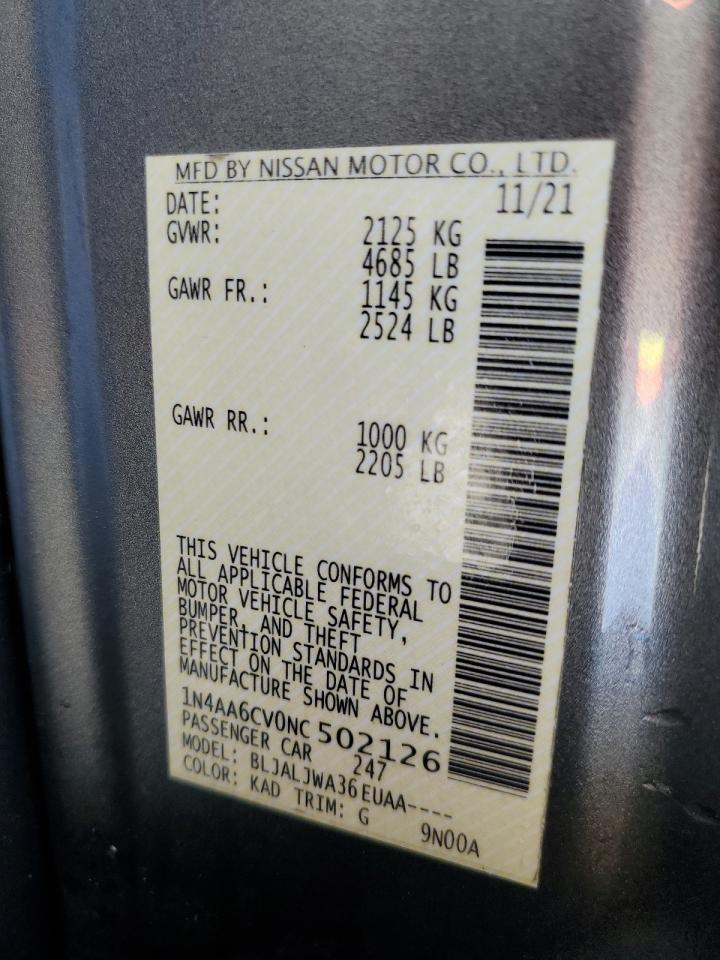 MFD BY NISSAN MOTOR CO., LTD.
DATE: 11/21
GVWR: 2125 KG
4685 LB
GAWR FR.: 1145 KG
2524 LB
GAWR RR.: 1000 KG
2205 LB
THIS VEHICLE CONFORMS TO
ALL APPLICABLE FEDERAL
MOTOR VEHICLE SAFETY,
BUMPER, AND THEFT
PREVENTION STANDARDS IN
EFFECT ON THE DATE OF
MANUFACTURE SHOWN ABOVE.
1N4AA6CV0NC502126
PASSENGER CAR 247
MODEL: BLJALJWA36EUAA----
COLOR: KAD TRIM: G 9N00A